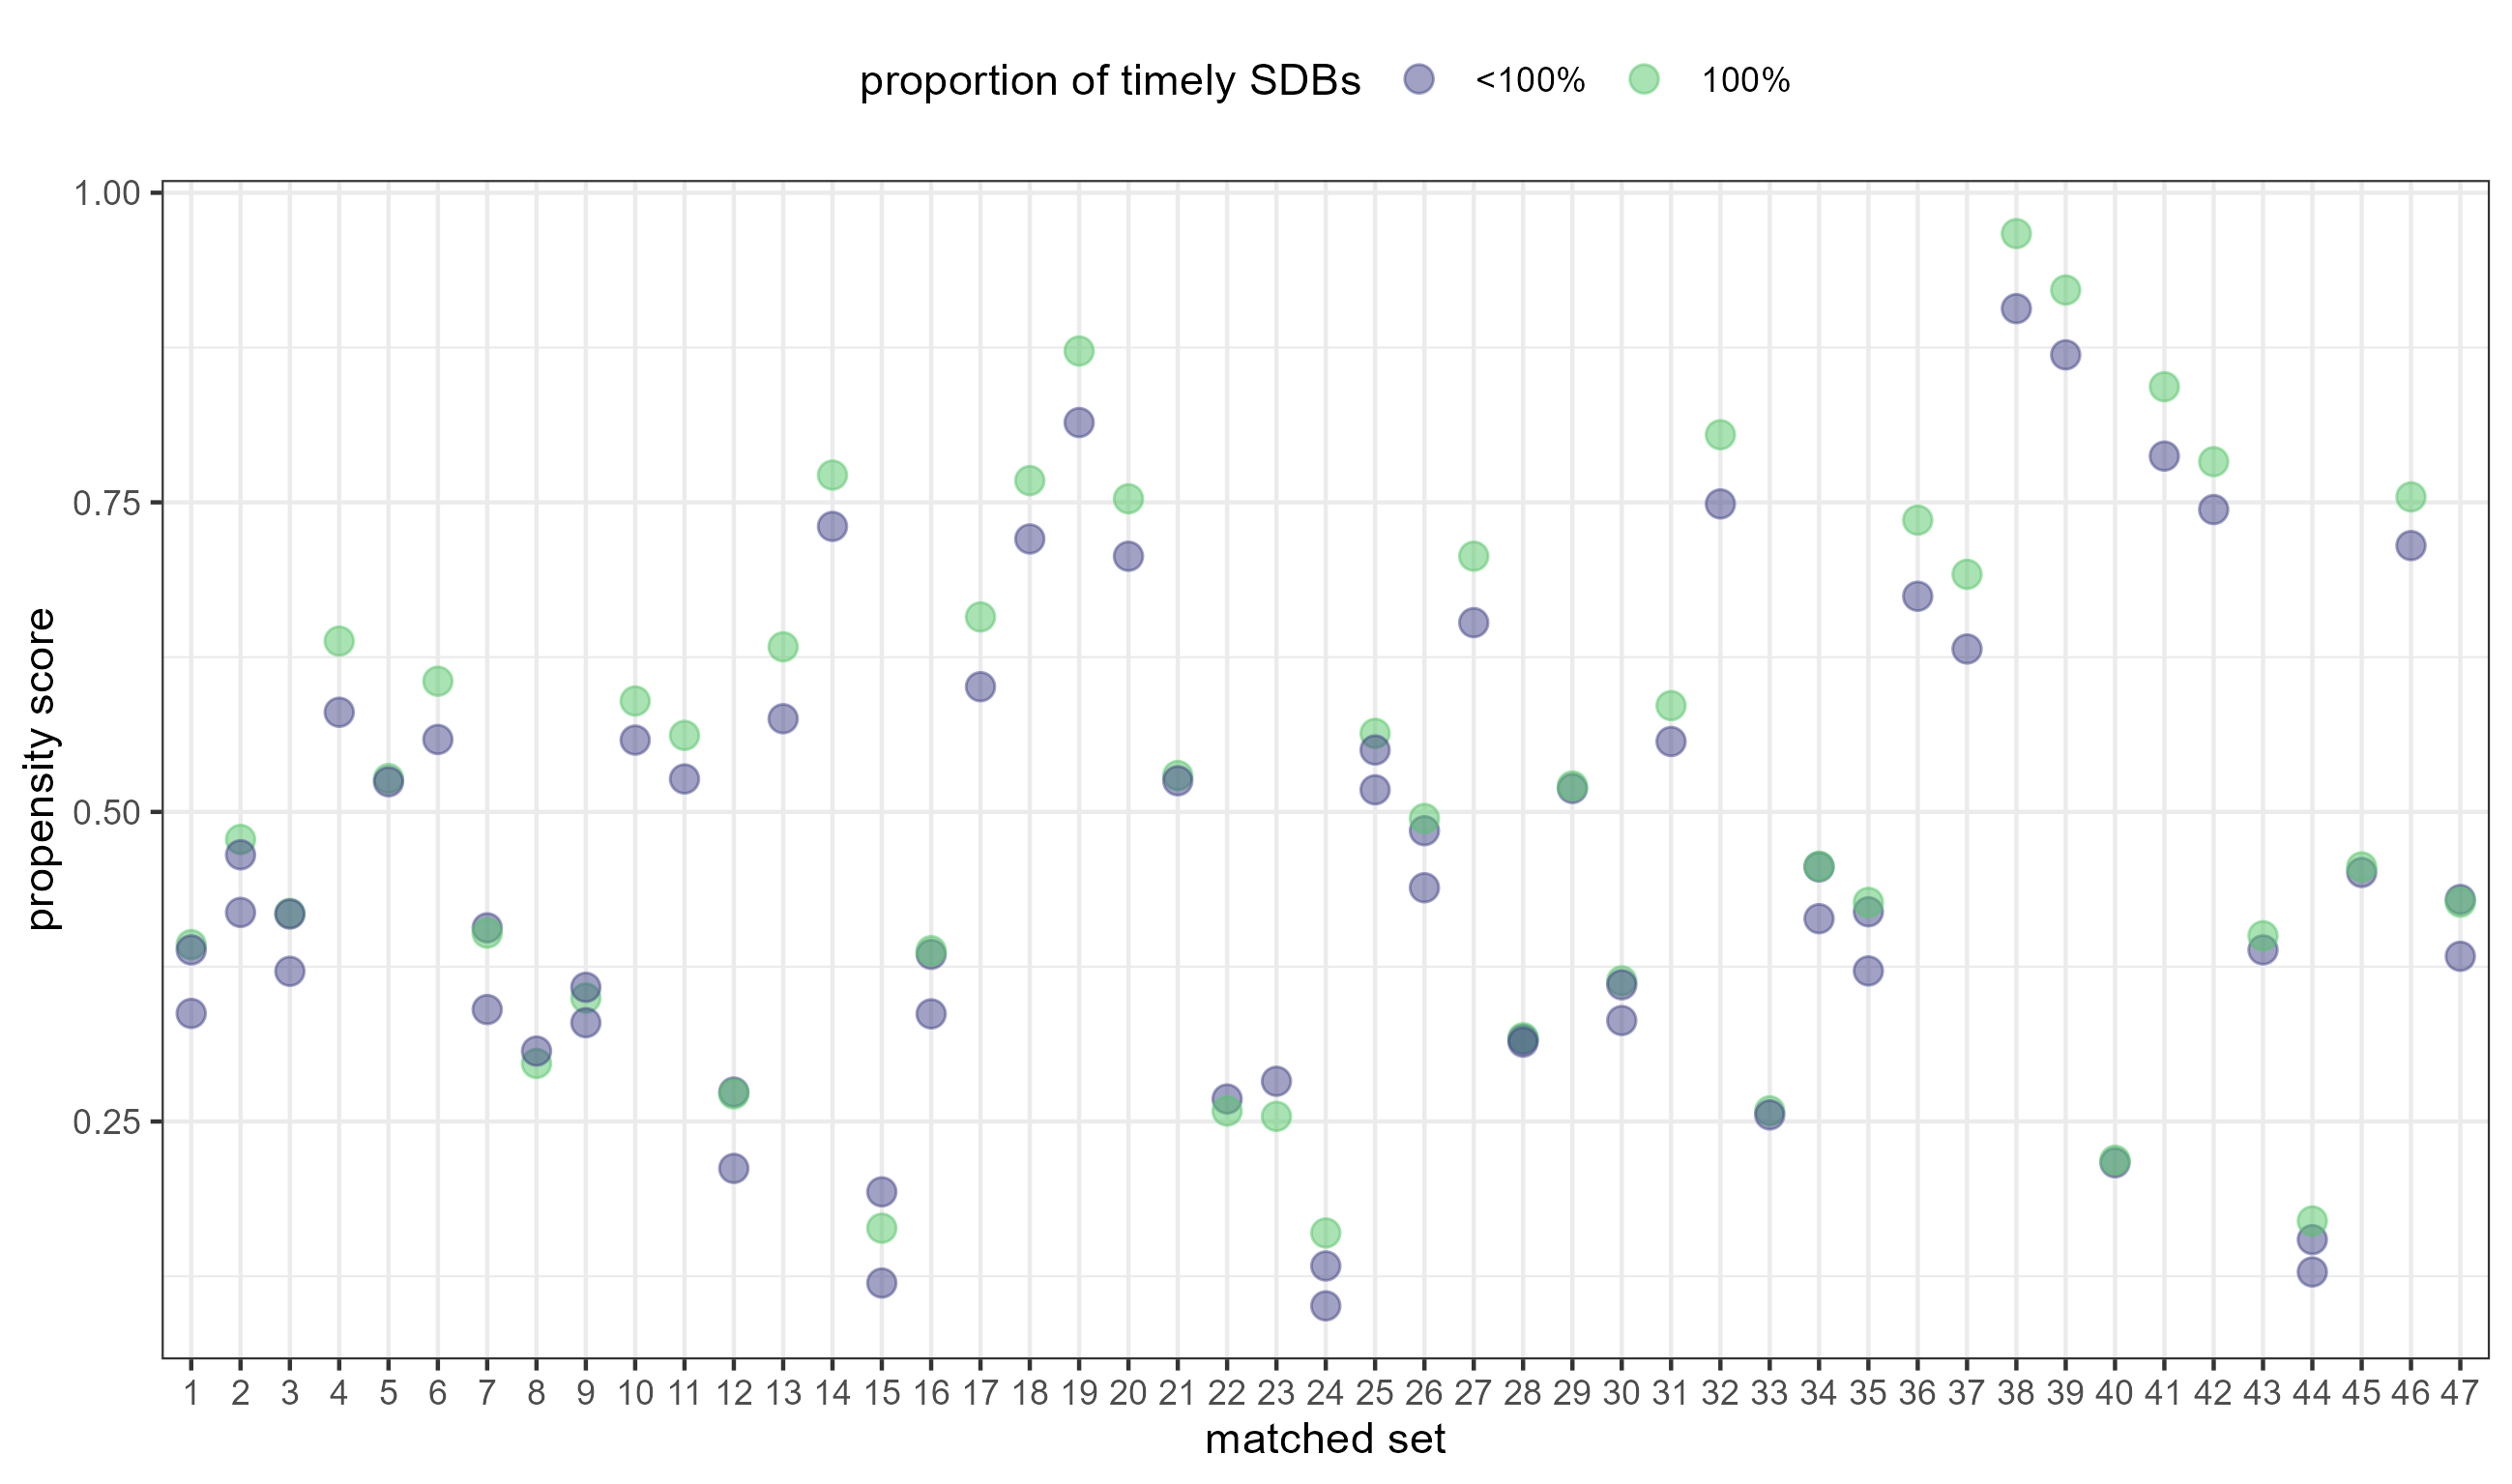 proportion of timely SDBs <100% 100%
1.00
0.75
0.50
0.25
propensity score
1 2 3 4 5 6 7 8 9 10 11 12 13 14 15 16 17 18 19 20 21 22 23 24 25 26 27 28 29 30 31 32 33 34 35 36 37 38 39 40 41 42 43 44 45 46 47
matched set